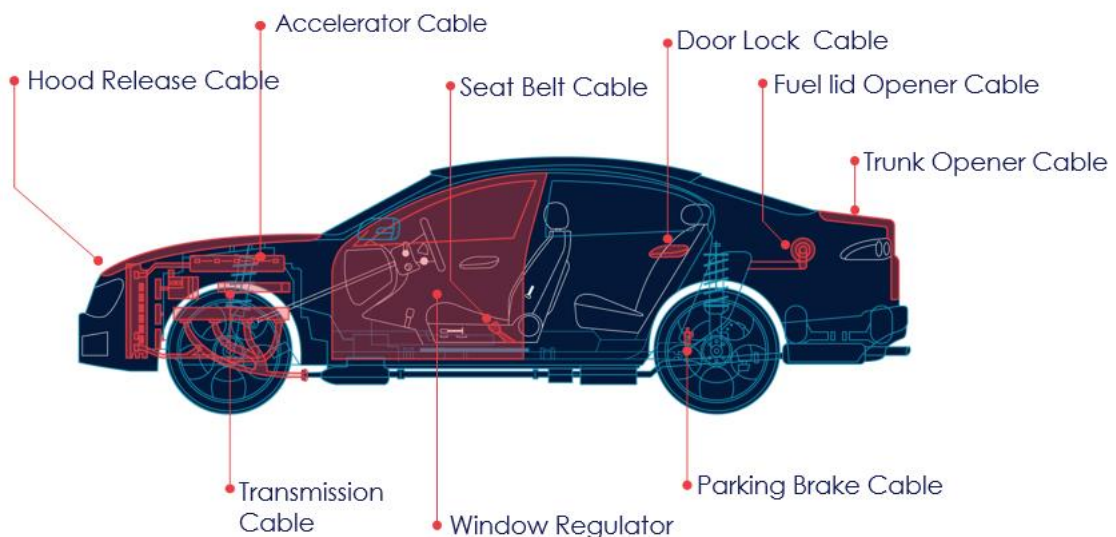 Accelerator Cable
Door Lock Cable
Hood Release Cable
Seat Belt Cable
Fuel lid Opener Cable
Trunk Opener Cable
Transmission
Cable
Parking Brake Cable
Window Regulator